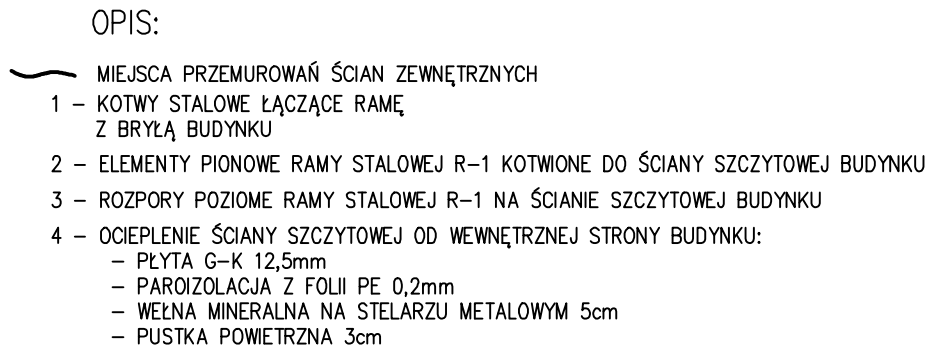 OPIS:
MIEJSCA PRZEMUROWAŃ ŚCIAN ZEWNĘTRZNYCH
1 – KOTWY STALOWE ŁĄCZĄCE RAMĘ
Z BRYŁĄ BUDYNKU
2 – ELEMENTY PIONOWE RAMY STALOWEJ R–1 KOTWIONE DO ŚCIANY SZCZYTOWEJ BUDYNKU
3 – ROZPORY POZIOME RAMY STALOWEJ R–1 NA ŚCIANIE SZCZYTOWEJ BUDYNKU
4 – OCIEPLENIE ŚCIANY SZCZYTOWEJ OD WEWNĘTRZNEJ STRONY BUDYNKU:
– PŁYTA G–K 12,5mm
– PAROIZOLACJA Z FOLII PE 0,2mm
– WEŁNA MINERALNA NA STELARZU METALOWYM 5cm
– PUSTKA POWIETRZNA 3cm